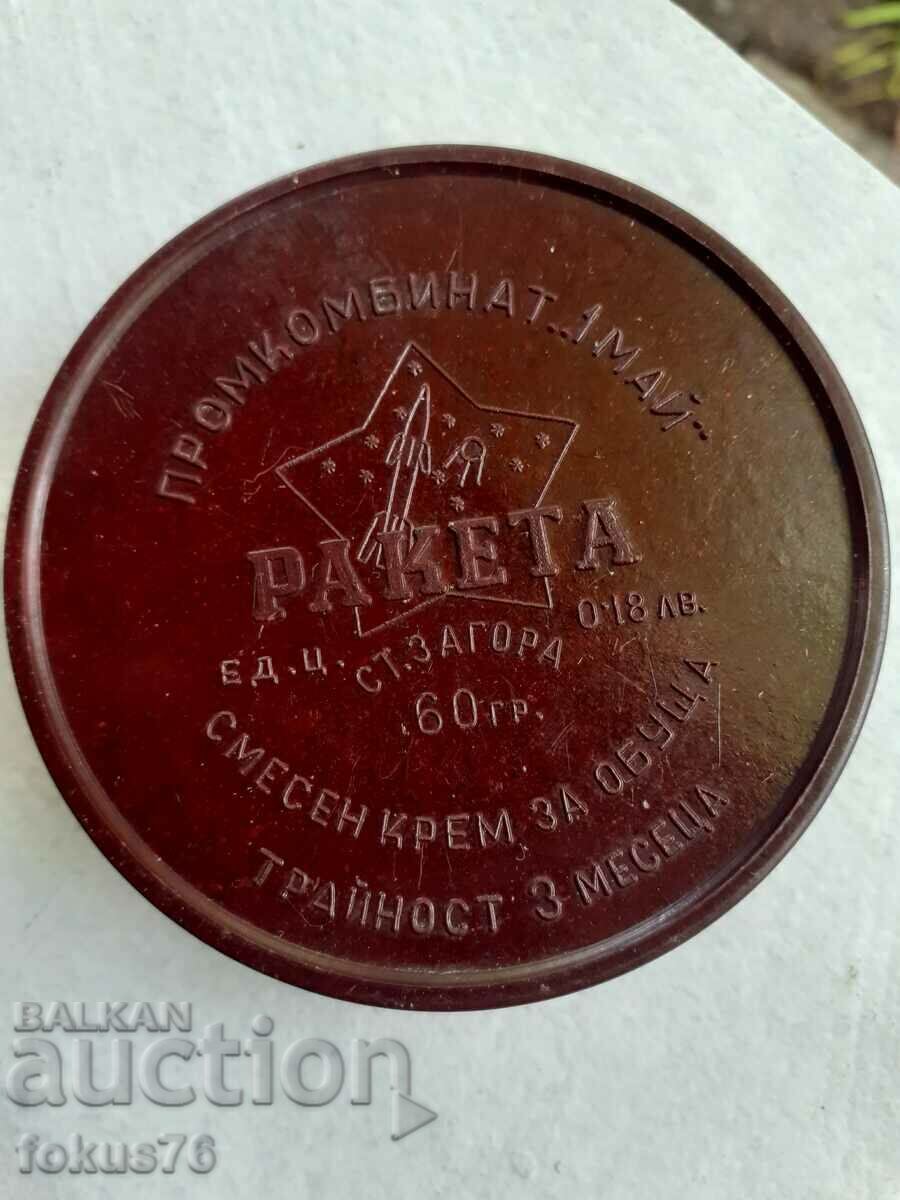 ПРОМКОМБИНАТ „1 МАЙ"
РАКЕТА
ЕД. Ц. 0·18 ЛВ.
СТ. ЗАГОРА
60 ГР.
СМЕСЕН КРЕМ ЗА ОБУЩА
ТРАЙНОСТ 3 МЕСЕЦА
BALKAN
auction
fokus76